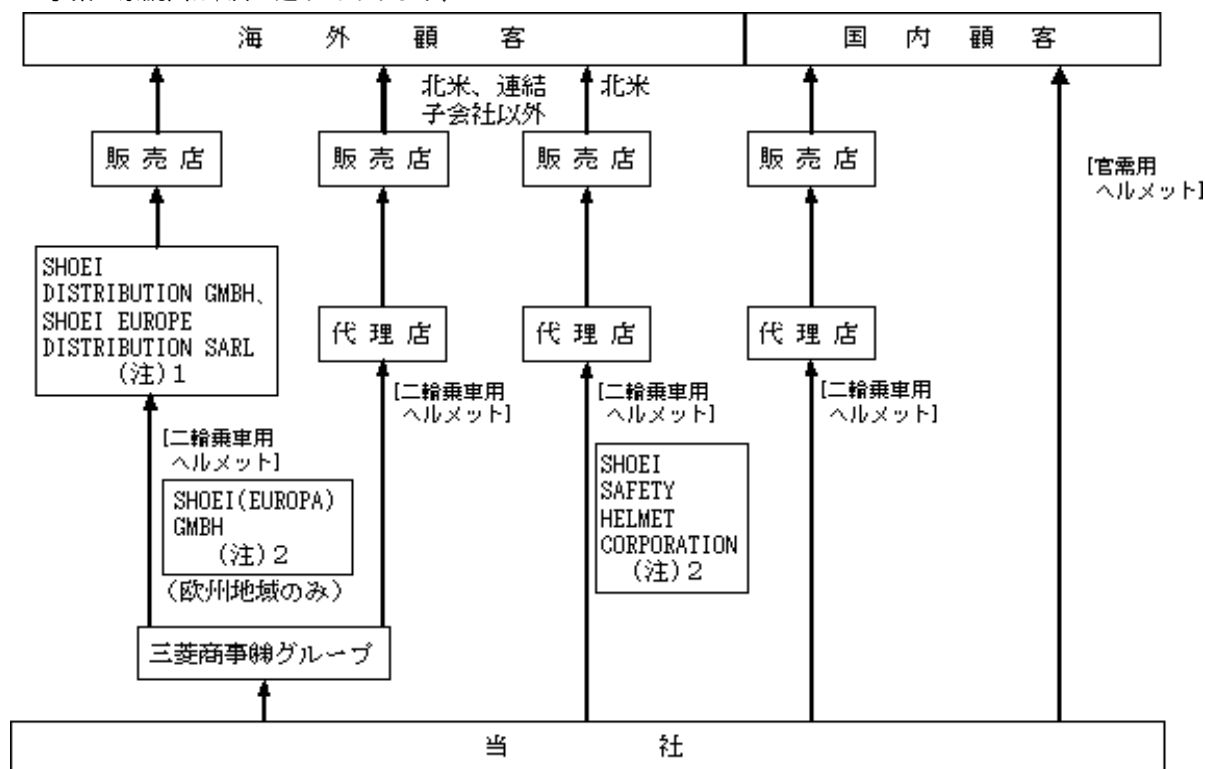 海外顧客
国内顧客
北米、連結
子会社以外
北米
販売店
販売店
販売店
販売店
[官需用
ヘルメット]
SHOEI
DISTRIBUTION GMBH、
SHOEI EUROPE
DISTRIBUTION SARL
(注)1
代理店
代理店
代理店
[二輪乗車用
ヘルメット]
[二輪乗車用
ヘルメット]
[二輪乗車用
ヘルメット]
[二輪乗車用
ヘルメット]
SHOEI(EUROPA)
GMBH
(注)2
(欧州地域のみ)
SHOEI
SAFETY
HELMET
CORPORATION
(注)2
三菱商事㈱グループ
当社